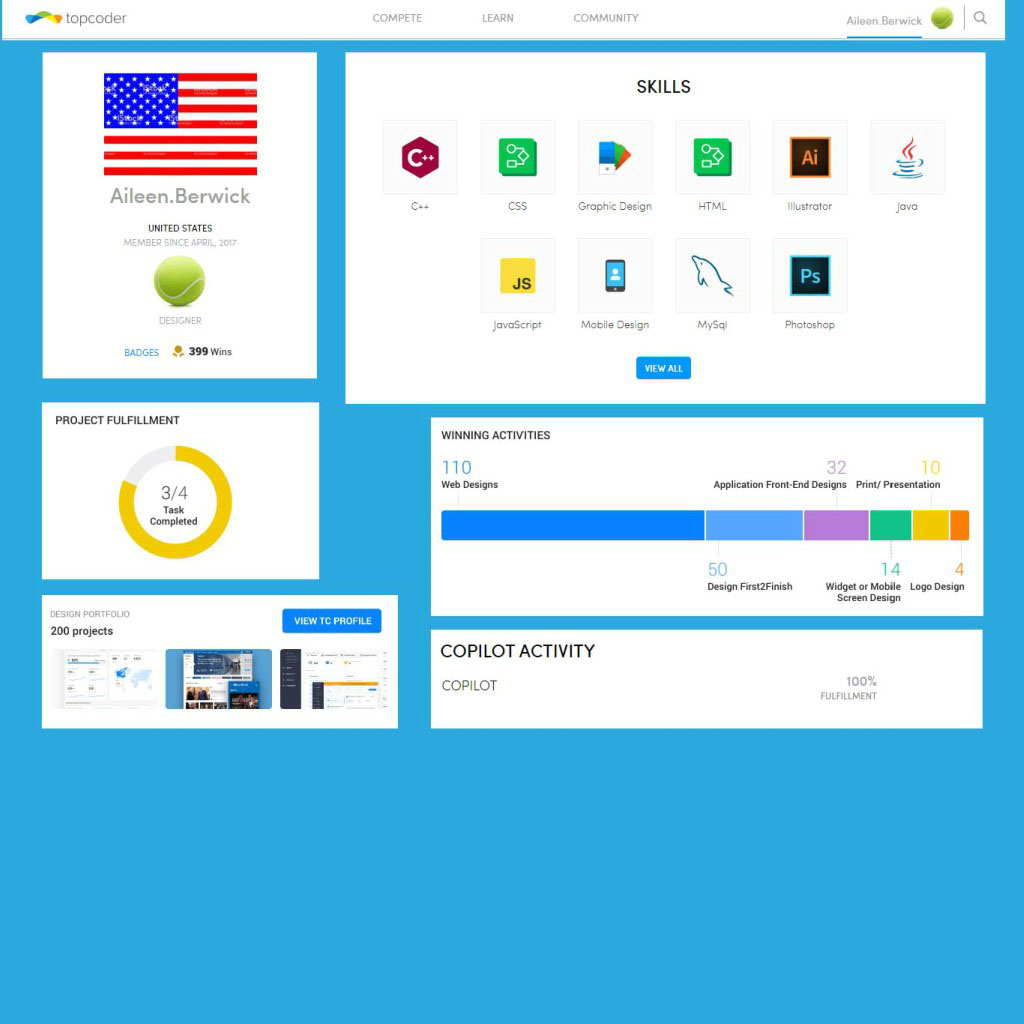 topcoder
COMPETE
LEARN
COMMUNITY
Aileen.Berwick
iStock
iStock
Aileen.Berwick
UNITED STATES
MEMBER SINCE APRIL, 2017
DESIGNER
BADGES
399 Wins
SKILLS
C++
CSS
Graphic Design
HTML
Ai
Illustrator
Java
JS
JavaScript
Mobile Design
MySql
Ps
Photoshop
VIEW ALL
PROJECT FULFILLMENT
3/4
Task
Completed
WINNING ACTIVITIES
110
Web Designs
32
Application Front-End Designs
10
Print/ Presentation
50
Design First2Finish
14
Widget or Mobile
Screen Design
4
Logo Design
DESIGN PORTFOLIO
200 projects
VIEW TC PROFILE
COPILOT ACTIVITY
COPILOT
100%
FULFILLMENT